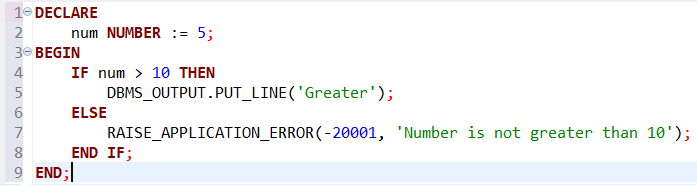 1 DECLARE
2     num NUMBER := 5;
3 BEGIN
4     IF num > 10 THEN
5         DBMS_OUTPUT.PUT_LINE('Greater');
6     ELSE
7         RAISE_APPLICATION_ERROR(-20001, 'Number is not greater than 10');
8     END IF;
9 END;